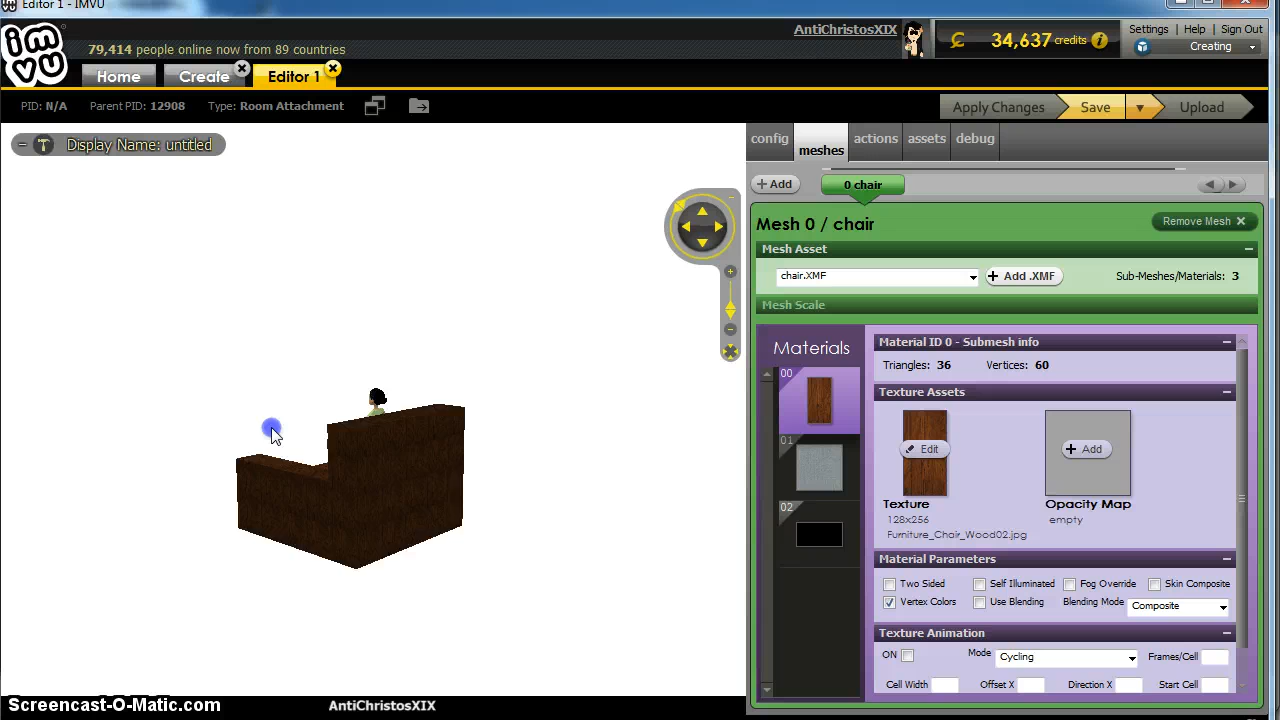 Editor 1 - IMVU
imvu
79,414 people online now from 89 countries
AntiChristosXIX
34,637 credits
Settings | Help | Sign Out
Creating
Home
Create
Editor 1
PID: N/A Parent PID: 12908 Type: Room Attachment
Apply Changes
Save
Upload
Display Name: untitled
config
meshes
actions
assets
debug
+ Add
0 chair
Mesh 0 / chair
Remove Mesh X
Mesh Asset
chair.XMF
+ Add .XMF
Sub-Meshes/Materials: 3
Mesh Scale
Materials
00
01
02
Material ID 0 - Submesh info
Triangles: 36 Vertices: 60
Texture Assets
Edit
+ Add
Texture
128x256
Furniture_Chair_Wood02.jpg
Opacity Map
empty
Material Parameters
Two Sided Self Illuminated Fog Override Skin Composite
Vertex Colors Use Blending Blending Mode Composite
Texture Animation
ON Mode Cycling Frames/Cell
Cell Width Offset X Direction X Start Cell
Screencast-O-Matic.com
AntiChristosXIX